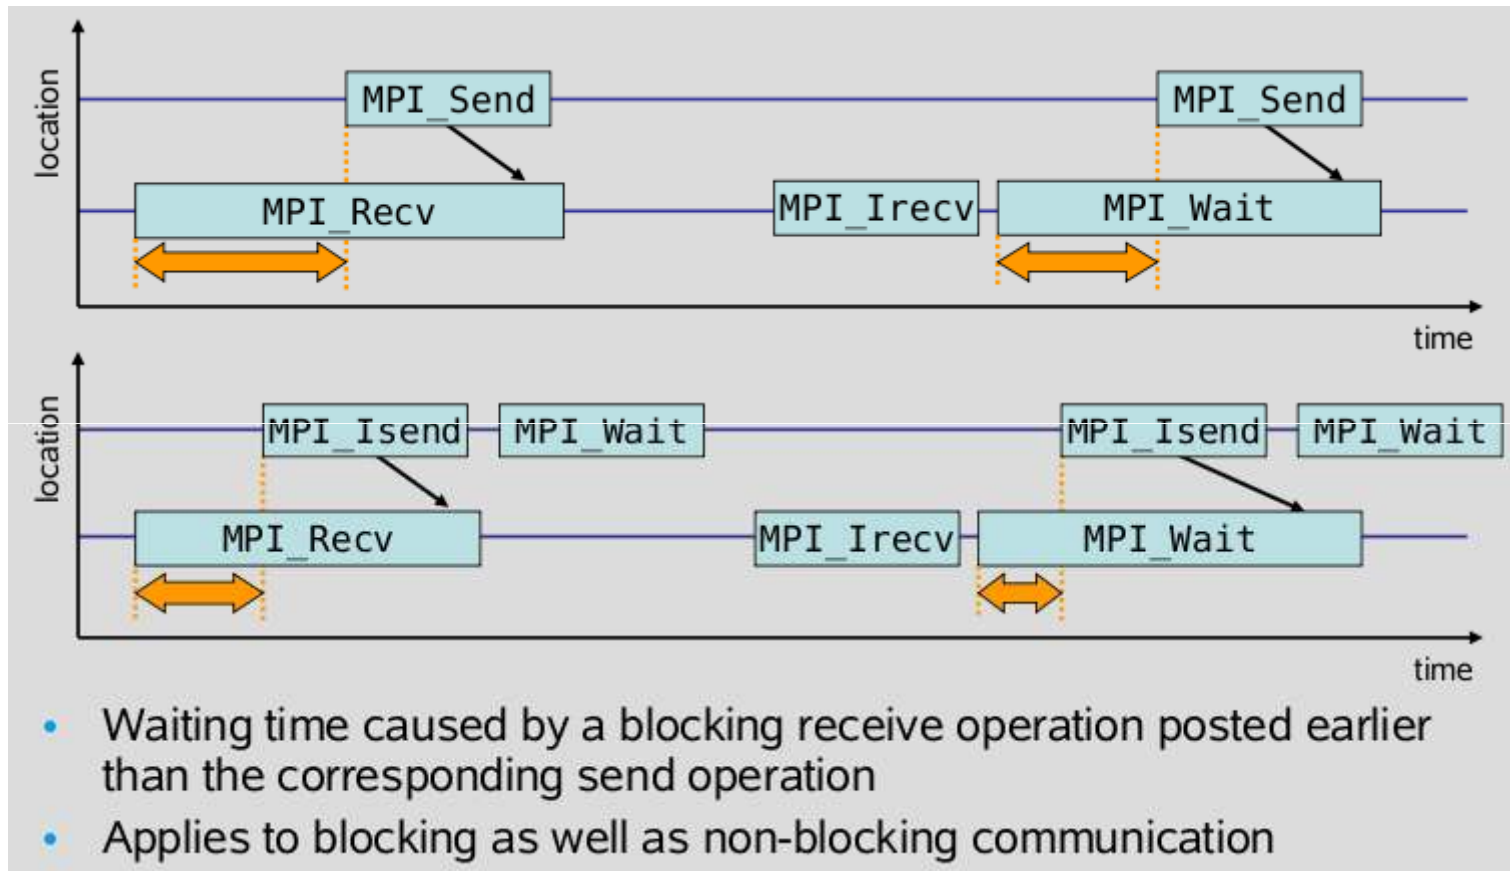 location
MPI_Send
MPI_Send
MPI_Recv
MPI_Irecv
MPI_Wait
time
location
MPI_Isend
MPI_Wait
MPI_Isend
MPI_Wait
MPI_Recv
MPI_Irecv
MPI_Wait
time
• Waiting time caused by a blocking receive operation posted earlier
than the corresponding send operation
• Applies to blocking as well as non-blocking communication